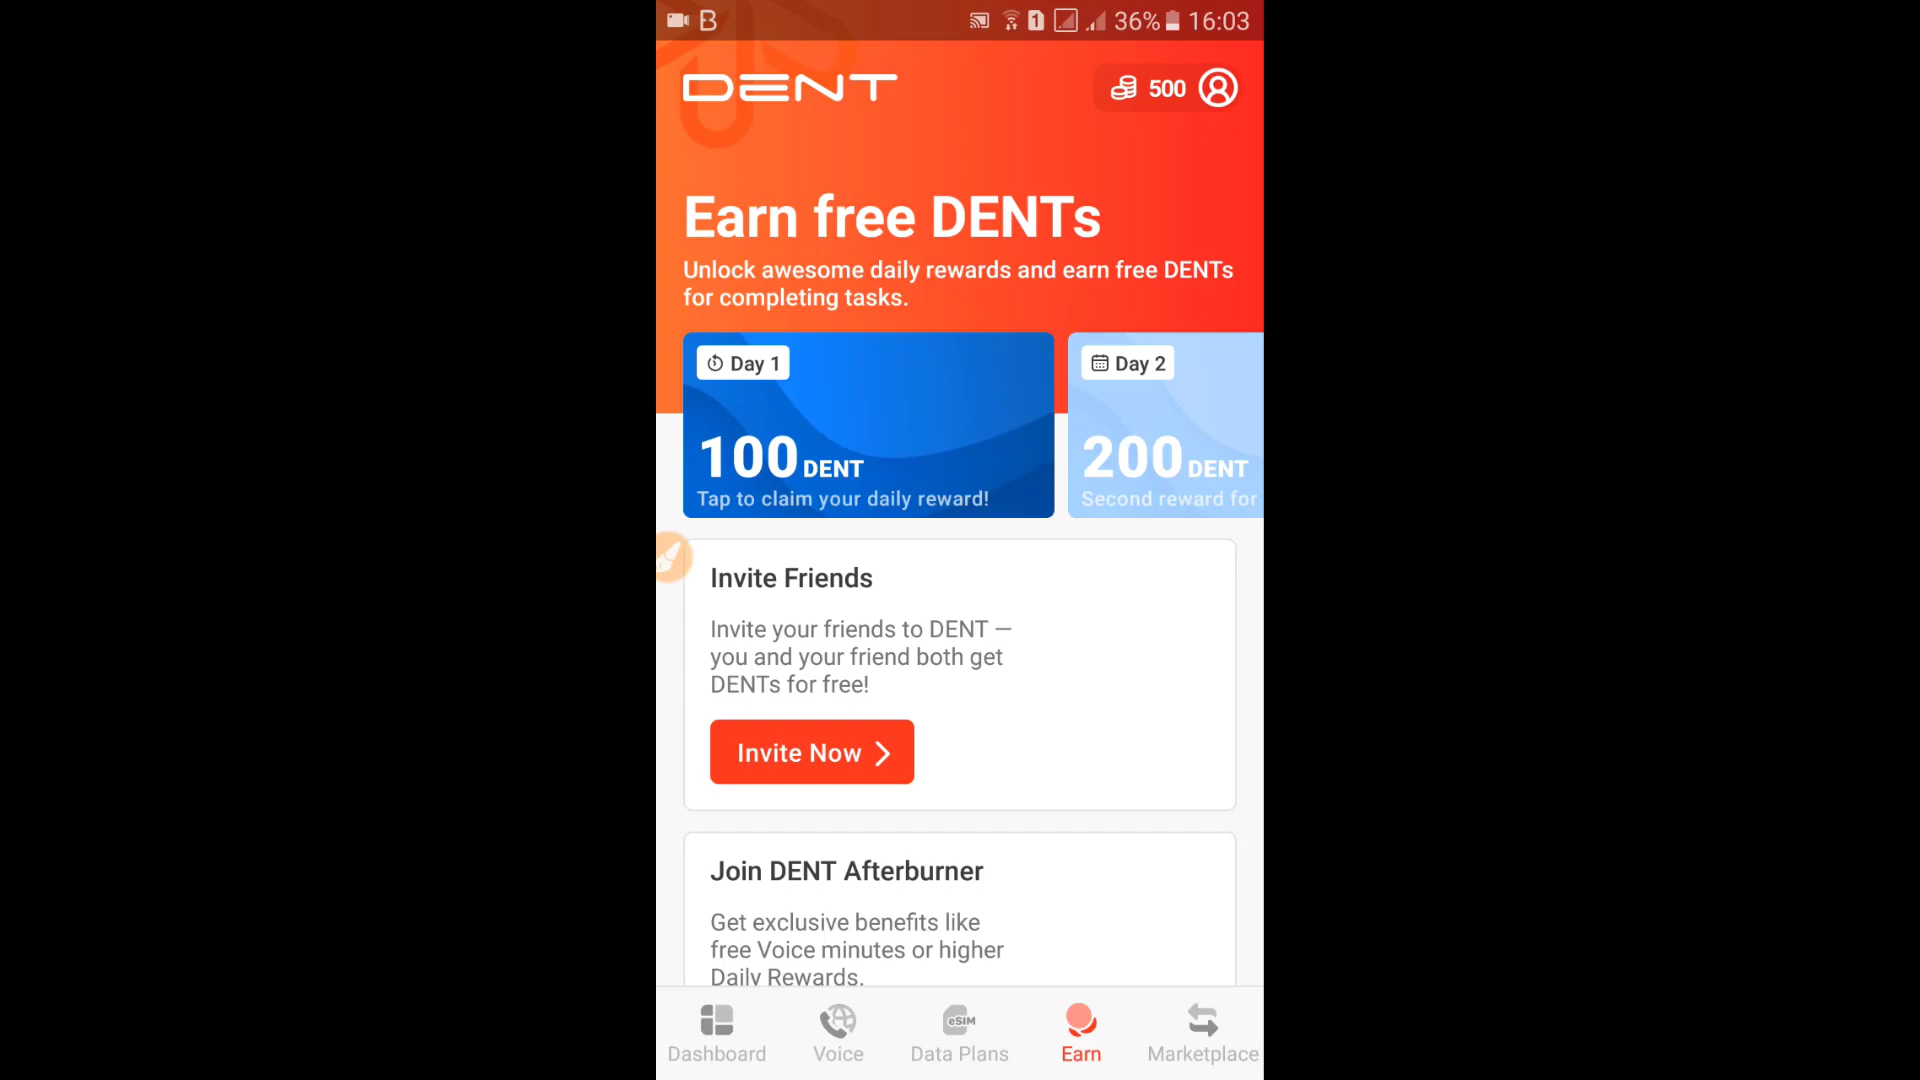 B 1 36% 16:03
DENT 500
Earn free DENTs
Unlock awesome daily rewards and earn free DENTs
for completing tasks.
Day 1
100 DENT
Tap to claim your daily reward!
Day 2
200 DENT
Second reward for
Invite Friends
Invite your friends to DENT —
you and your friend both get
DENTs for free!
Invite Now
Join DENT Afterburner
Get exclusive benefits like
free Voice minutes or higher
Daily Rewards.
eSIM
Dashboard Voice Data Plans Earn Marketplace